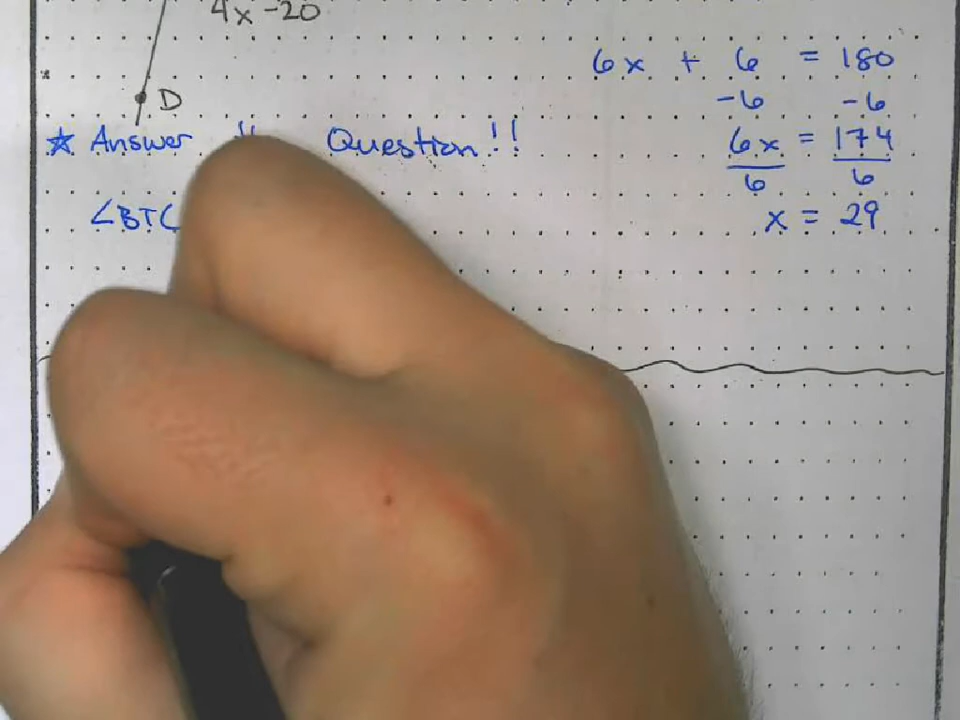 4x -20
D
6x + 6 = 180
-6 -6
6x = 174
6 6
x = 29
☆ Answer Question!!
<BTC